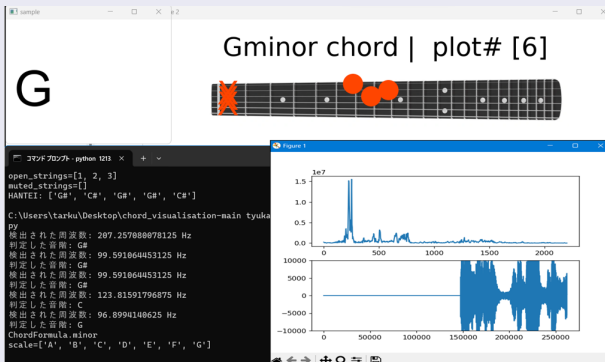 sample
e 2
G
Gminor chord | plot# [6]
コマンド プロンプト - python 1213.
open_strings=[1, 2, 3]
muted_strings=[]
HANTEI: ['G#', 'C#', 'G#', 'G#', 'C#']
C:\Users\tarku\Desktop\chord_visualisation-main tyuka
py
検出された周波数: 207.257080078125 Hz
判定した音階: G#
検出された周波数: 99.591064453125 Hz
判定した音階: G#
検出された周波数: 99.591064453125 Hz
判定した音階: G#
検出された周波数: 123.81591796875 Hz
判定した音階: C
検出された周波数: 96.8994140625 Hz
判定した音階: G
ChordFormula.minor
scale=['A', 'B', 'C', 'D', 'E', 'F', 'G']
Figure 1
1e7
1.5
1.0
0.5
0.0
0 500 1000 1500 2000
10000
5000
0
−5000
−10000
0 50000 100000 150000 200000 250000